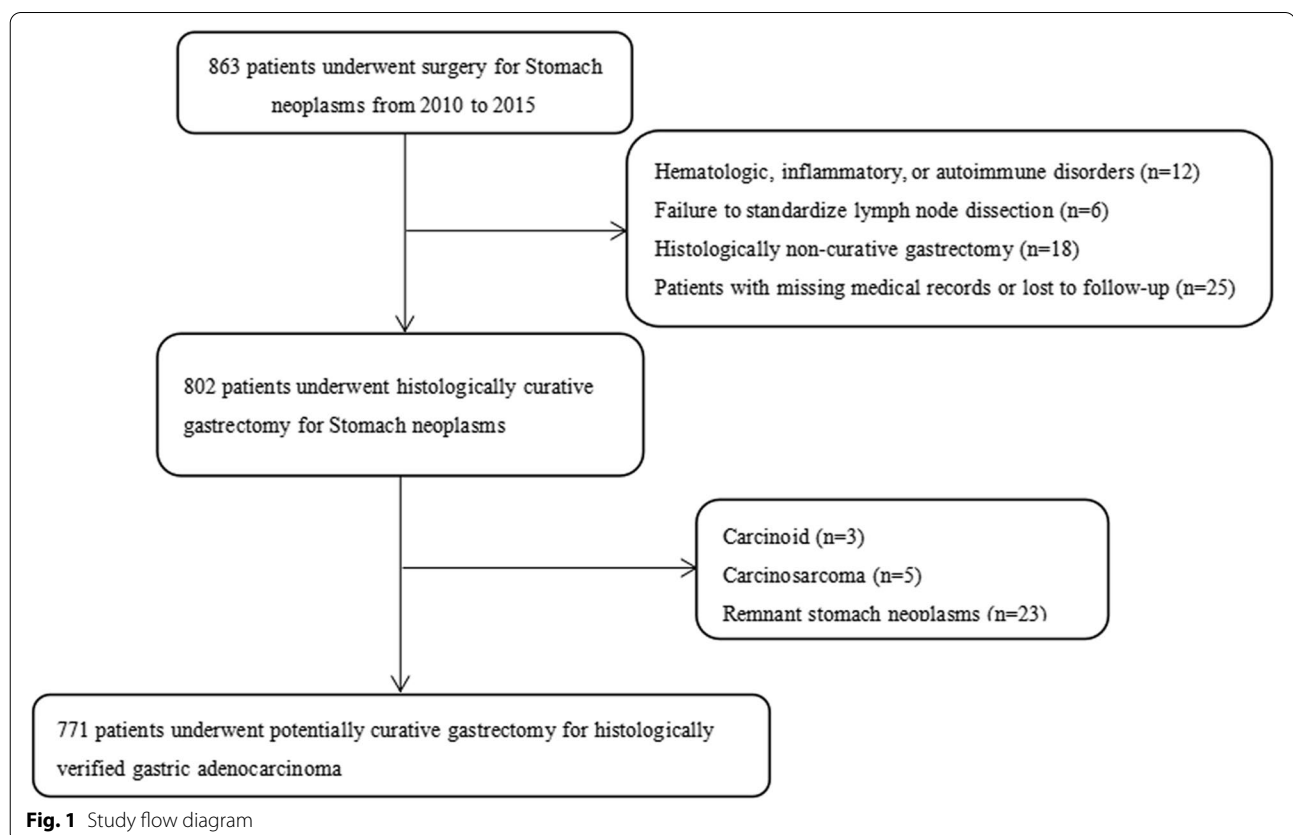 863 patients underwent surgery for Stomach
neoplasms from 2010 to 2015
Hematologic, inflammatory, or autoimmune disorders (n=12)
Failure to standardize lymph node dissection (n=6)
Histologically non-curative gastrectomy (n=18)
Patients with missing medical records or lost to follow-up (n=25)
802 patients underwent histologically curative
gastrectomy for Stomach neoplasms
Carcinoid (n=3)
Carcinosarcoma (n=5)
Remnant stomach neoplasms (n=23)
771 patients underwent potentially curative gastrectomy for histologically
verified gastric adenocarcinoma
Fig. 1 Study flow diagram